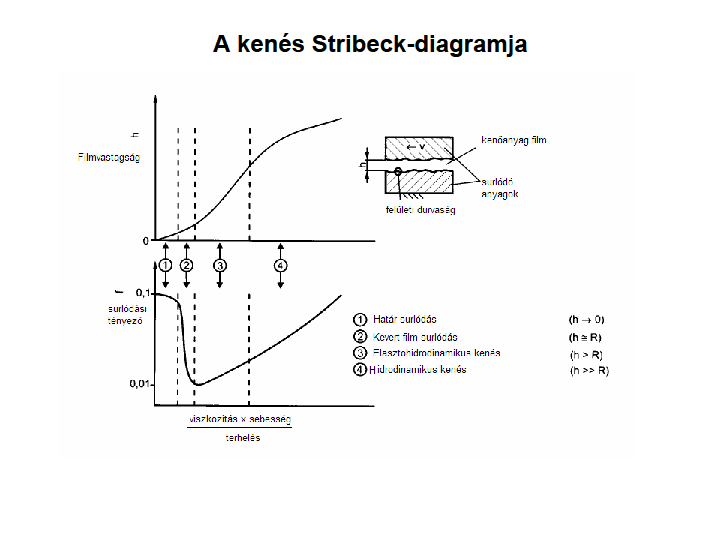 A kenés Stribeck-diagramja
h
Filmvastagság
0
← v
h
kenőanyag film
surlódó
anyagok
felületi durvaság
1 2 3 4
f
0,1
surlódási
tényező
0,01
viszkozitás x sebesség
terhelés
1 Határ súlódás (h → 0)
2 Kevert film surlódás (h ≅ R)
3 Elasztohidrodinamikus kenés (h > R)
4 Hidrodinamikus kenés (h >> R)